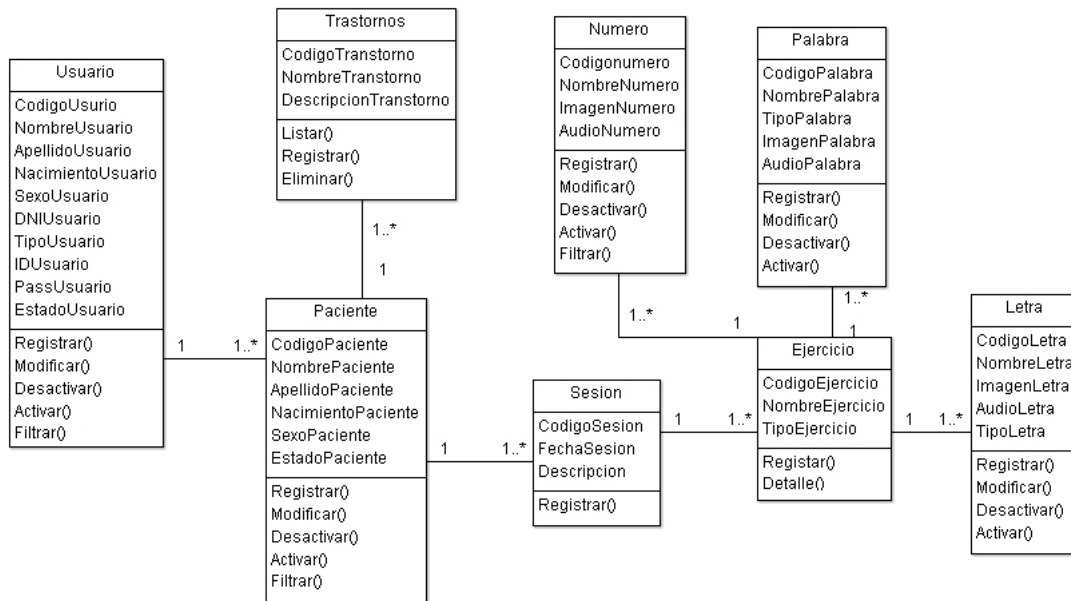 Usuario
CodigoUsurio
NombreUsuario
ApellidoUsuario
NacimientoUsuario
SexoUsuario
DNIUsuario
TipoUsuario
IDUsuario
PassUsuario
EstadoUsuario
Registrar()
Modificar()
Desactivar()
Activar()
Filtrar()
Trastornos
CodigoTranstorno
NombreTranstorno
DescripcionTranstorno
Listar()
Registrar()
Eliminar()
1..*
1
1
1..*
Paciente
CodigoPaciente
NombrePaciente
ApellidoPaciente
NacimientoPaciente
SexoPaciente
EstadoPaciente
Registrar()
Modificar()
Desactivar()
Activar()
Filtrar()
1
1..*
Sesion
CodigoSesion
FechaSesion
Descripcion
Registrar()
1
1..*
Numero
Codigonumero
NombreNumero
ImagenNumero
AudioNumero
Registrar()
Modificar()
Desactivar()
Activar()
Filtrar()
1..*
1
Palabra
CodigoPalabra
NombrePalabra
TipoPalabra
ImagenPalabra
AudioPalabra
Registrar()
Modificar()
Desactivar()
Activar()
1..*
1
Ejercicio
CodigoEjercicio
NombreEjercicio
TipoEjercicio
Registar()
Detalle()
1
1..*
Letra
CodigoLetra
NombreLetra
ImagenLetra
AudioLetra
TipoLetra
Registrar()
Modificar()
Desactivar()
Activar()